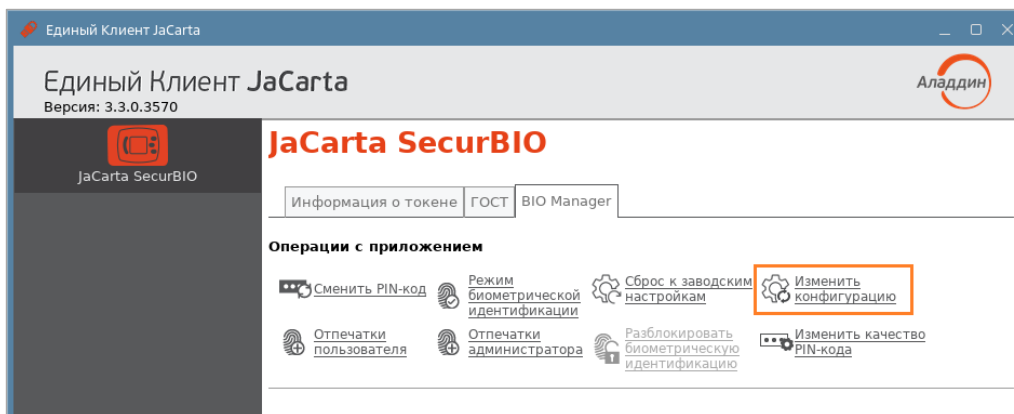 Единый Клиент JaCarta
Единый Клиент JaCarta
Версия: 3.3.0.3570
Аладдин
JaCarta SecurBIO
JaCarta SecurBIO
Информация о токене ГОСТ BIO Manager
Операции с приложением
Сменить PIN-код
Режим
биометрической
идентификации
Сброс к заводским
настройкам
Изменить
конфигурацию
Отпечатки
пользователя
Отпечатки
администратора
Разблокировать
биометрическую
идентификацию
Изменить качество
PIN-кода